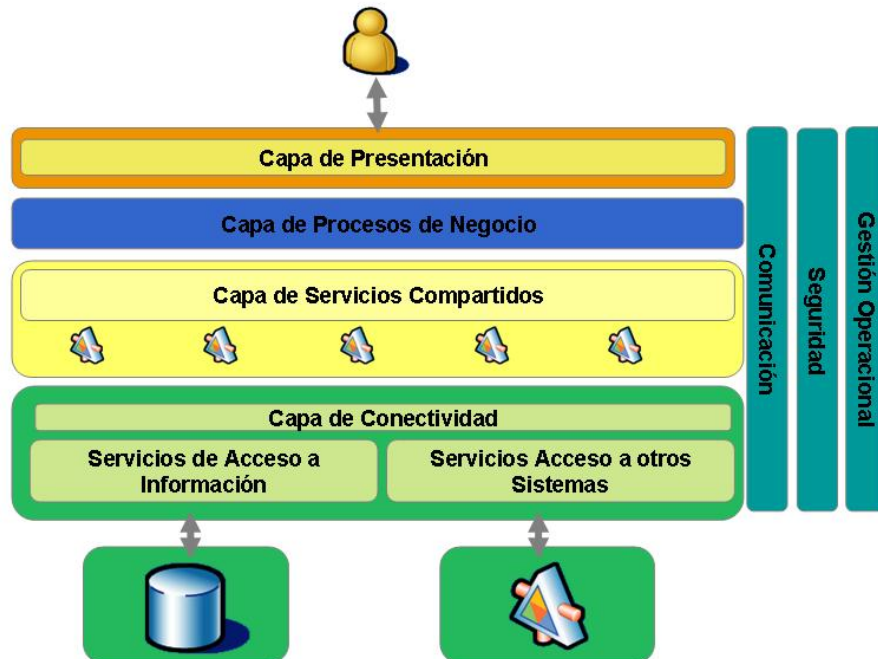 Capa de Presentación
Capa de Procesos de Negocio
Capa de Servicios Compartidos
Capa de Conectividad
Servicios de Acceso a
Información
Servicios Acceso a otros
Sistemas
Comunicación
Seguridad
Gestión Operacional